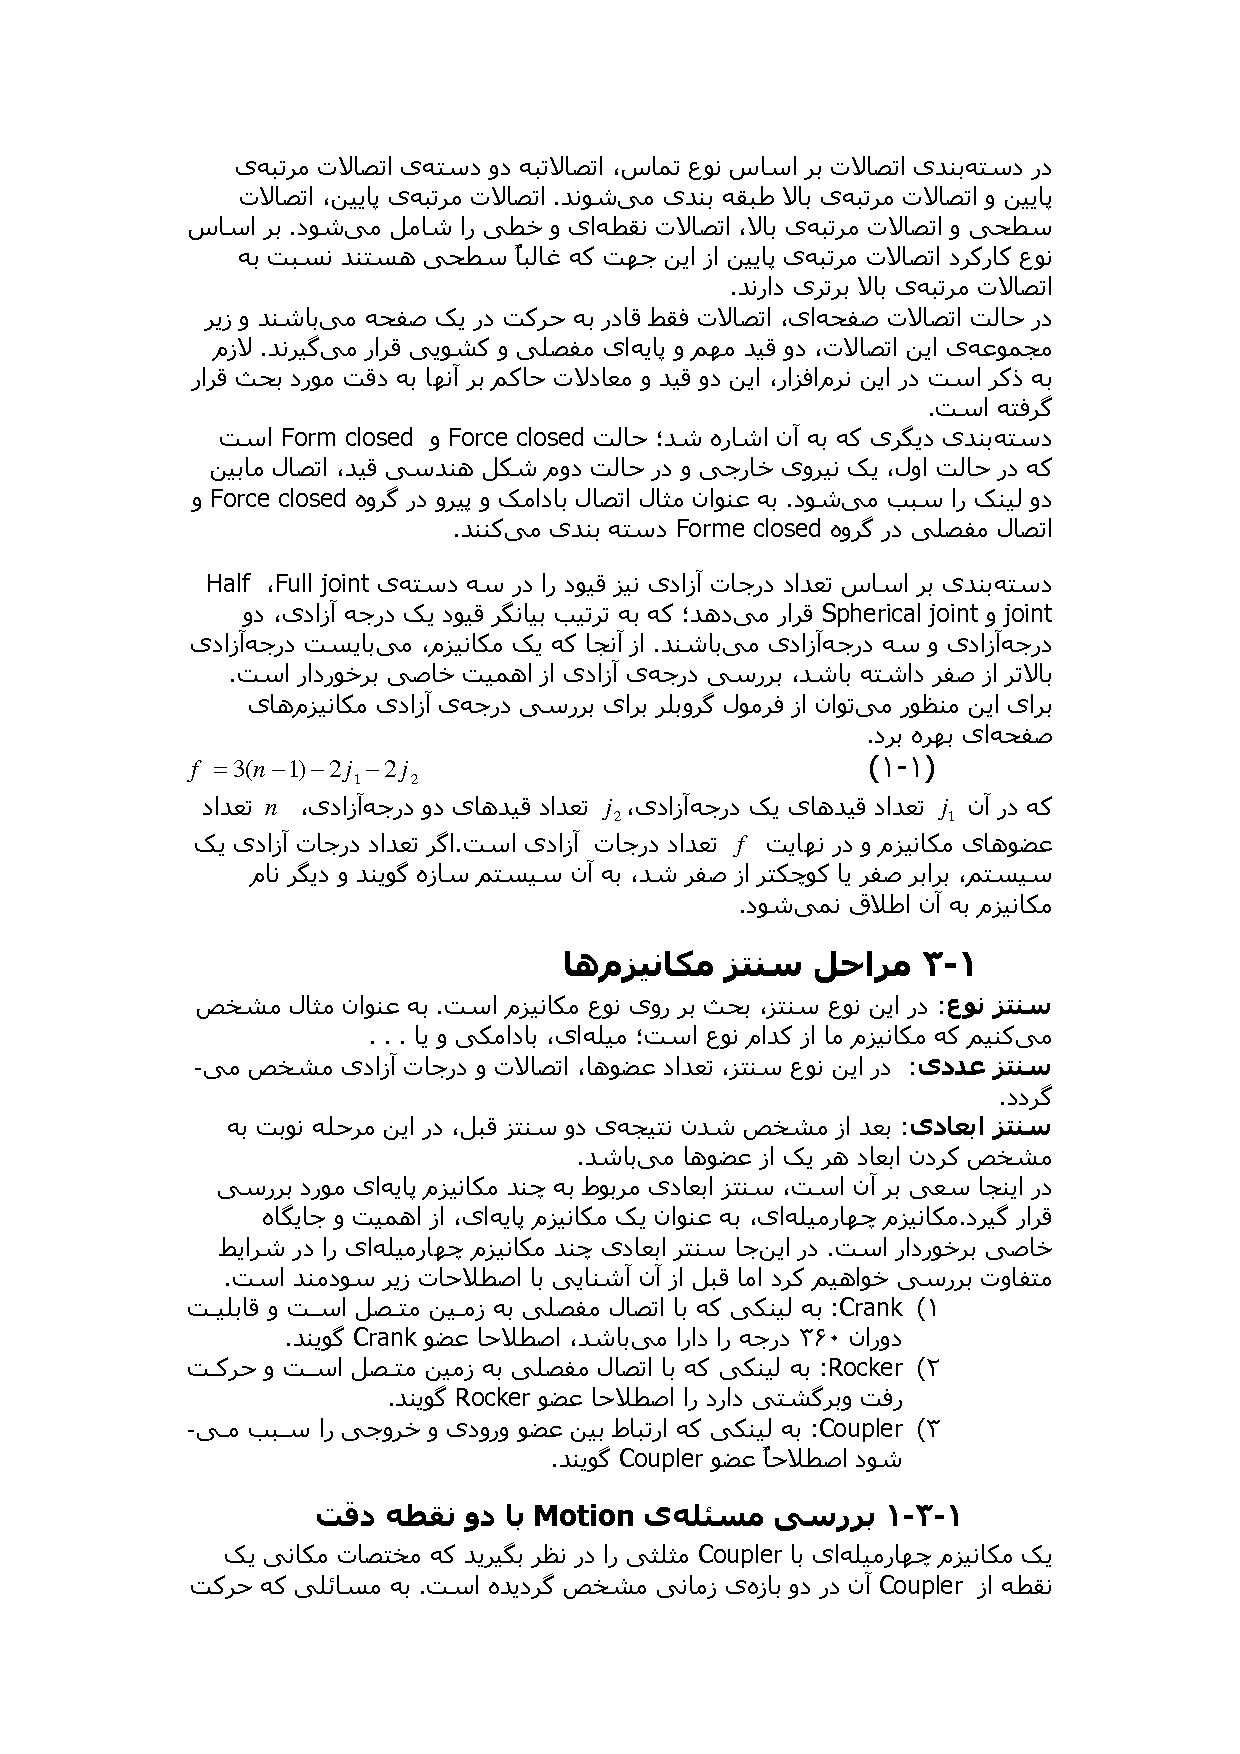 در دسته‌بندی اتصالات بر اساس نوع تماس، اتصالاتبه دو دسته‌ی اتصالات مرتبه‌ی
پایین و اتصالات مرتبه‌ی بالا طبقه بندی می‌شوند. اتصالات مرتبه‌ی پایین، اتصالات
سطحی و اتصالات مرتبه‌ی بالا، اتصالات نقطه‌ای و خطی را شامل می‌شود. بر اساس
نوع کارکرد اتصالات مرتبه‌ی پایین از این جهت که غالباً سطحی هستند نسبت به
اتصالات مرتبه‌ی بالا برتری دارند.
در حالت اتصالات صفحه‌ای، اتصالات فقط قادر به حرکت در یک صفحه می‌باشند و زیر
مجموعه‌ی این اتصالات، دو قید مهم و پایه‌ای مفصلی و کشویی قرار می‌گیرند. لازم
به ذکر است در این نرم‌افزار، این دو قید و معادلات حاکم بر آنها به دقت مورد بحث قرار
گرفته است.
دسته‌بندی دیگری که به آن اشاره شد؛ حالت Force closed و Form closed است
که در حالت اول، یک نیروی خارجی و در حالت دوم شکل هندسی قید، اتصال مابین
دو لینک را سبب می‌شود. به عنوان مثال اتصال بادامک و پیرو در گروه Force closed و
اتصال مفصلی در گروه Forme closed دسته بندی می‌کنند.
دسته‌بندی بر اساس تعداد درجات آزادی نیز قیود را در سه دسته‌ی Full joint، Half
joint و Spherical joint قرار می‌دهد؛ که به ترتیب بیانگر قیود یک درجه آزادی، دو
درجه‌آزادی و سه درجه‌آزادی می‌باشند. از آنجا که یک مکانیزم، می‌بایست درجه‌آزادی
بالاتر از صفر داشته باشد، بررسی درجه‌ی آزادی از اهمیت خاصی برخوردار است.
برای این منظور می‌توان از فرمول گروبلر برای بررسی درجه‌ی آزادی مکانیزم‌های
صفحه‌ای بهره برد.
(۱-۱) f = 3(n − 1) − 2j₁ − 2j₂
که در آن j₁ تعداد قیدهای یک درجه‌آزادی، j₂ تعداد قیدهای دو درجه‌آزادی، n تعداد
عضوهای مکانیزم و در نهایت f تعداد درجات آزادی است.اگر تعداد درجات آزادی یک
سیستم، برابر صفر یا کوچکتر از صفر شد، به آن سیستم سازه گویند و دیگر نام
مکانیزم به آن اطلاق نمی‌شود.
۱-۳ مراحل سنتز مکانیزم‌ها
سنتز نوع: در این نوع سنتز، بحث بر روی نوع مکانیزم است. به عنوان مثال مشخص
می‌کنیم که مکانیزم ما از کدام نوع است؛ میله‌ای، بادامکی و یا . . .
سنتز عددی: در این نوع سنتز، تعداد عضوها، اتصالات و درجات آزادی مشخص می-
گردد.
سنتز ابعادی: بعد از مشخص شدن نتیجه‌ی دو سنتز قبل، در این مرحله نوبت به
مشخص کردن ابعاد هر یک از عضوها می‌باشد.
در اینجا سعی بر آن است، سنتز ابعادی مربوط به چند مکانیزم پایه‌ای مورد بررسی
قرار گیرد.مکانیزم چهارمیله‌ای، به عنوان یک مکانیزم پایه‌ای، از اهمیت و جایگاه
خاصی برخوردار است. در این‌جا سنتر ابعادی چند مکانیزم چهارمیله‌ای را در شرایط
متفاوت بررسی خواهیم کرد اما قبل از آن آشنایی با اصطلاحات زیر سودمند است.
۱) Crank: به لینکی که با اتصال مفصلی به زمین متصل است و قابلیت
دوران ۳۶۰ درجه را دارا می‌باشد، اصطلاحا عضو Crank گویند.
۲) Rocker: به لینکی که با اتصال مفصلی به زمین متصل است و حرکت
رفت وبرگشتی دارد را اصطلاحا عضو Rocker گویند.
۳) Coupler: به لینکی که ارتباط بین عضو ورودی و خروجی را سبب می-
شود اصطلاحاً عضو Coupler گویند.
۱-۳-۱ بررسی مسئله‌ی Motion با دو نقطه دقت
یک مکانیزم چهارمیله‌ای با Coupler مثلثی را در نظر بگیرید که مختصات مکانی یک
نقطه از Coupler آن در دو بازه‌ی زمانی مشخص گردیده است. به مسائلی که حرکت